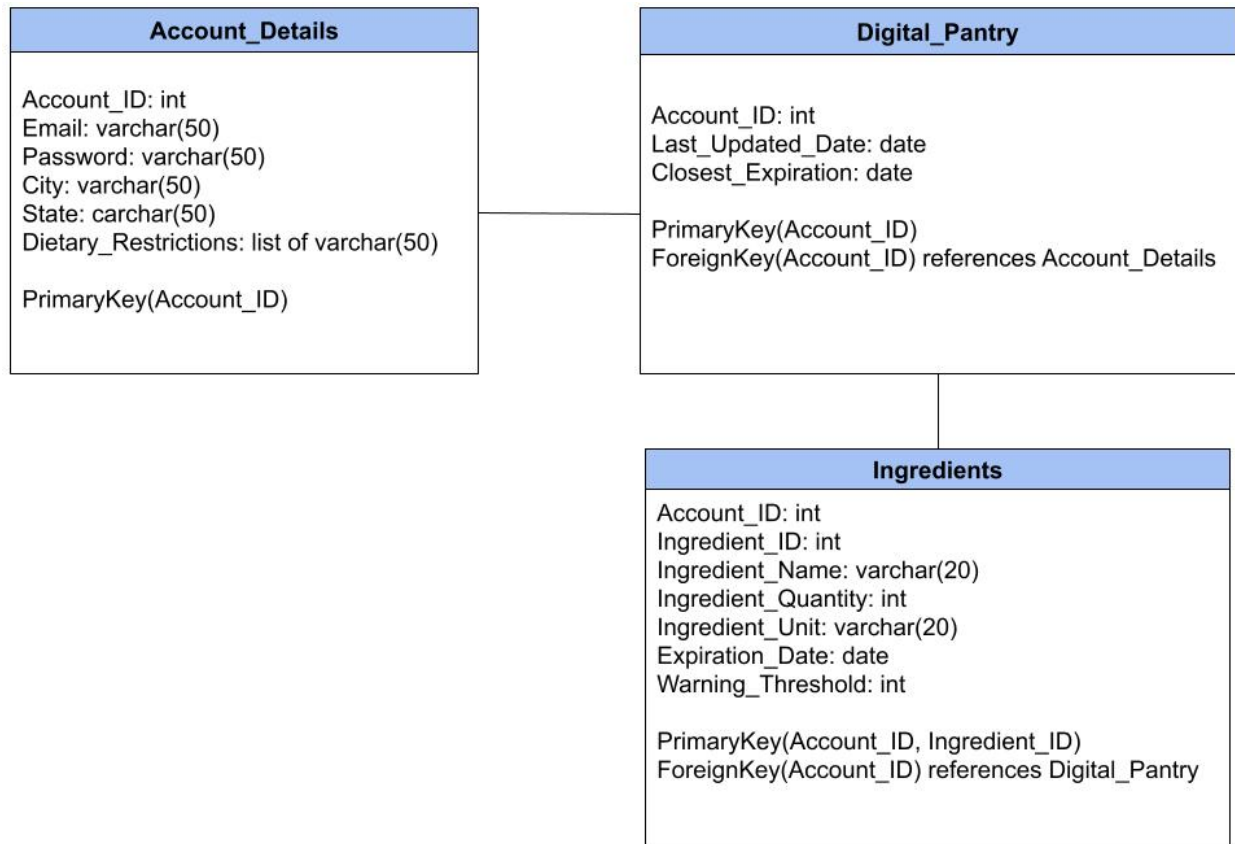 Account_Details
Account_ID: int
Email: varchar(50)
Password: varchar(50)
City: varchar(50)
State: carchar(50)
Dietary_Restrictions: list of varchar(50)
PrimaryKey(Account_ID)
Digital_Pantry
Account_ID: int
Last_Updated_Date: date
Closest_Expiration: date
PrimaryKey(Account_ID)
ForeignKey(Account_ID) references Account_Details
Ingredients
Account_ID: int
Ingredient_ID: int
Ingredient_Name: varchar(20)
Ingredient_Quantity: int
Ingredient_Unit: varchar(20)
Expiration_Date: date
Warning_Threshold: int
PrimaryKey(Account_ID, Ingredient_ID)
ForeignKey(Account_ID) references Digital_Pantry